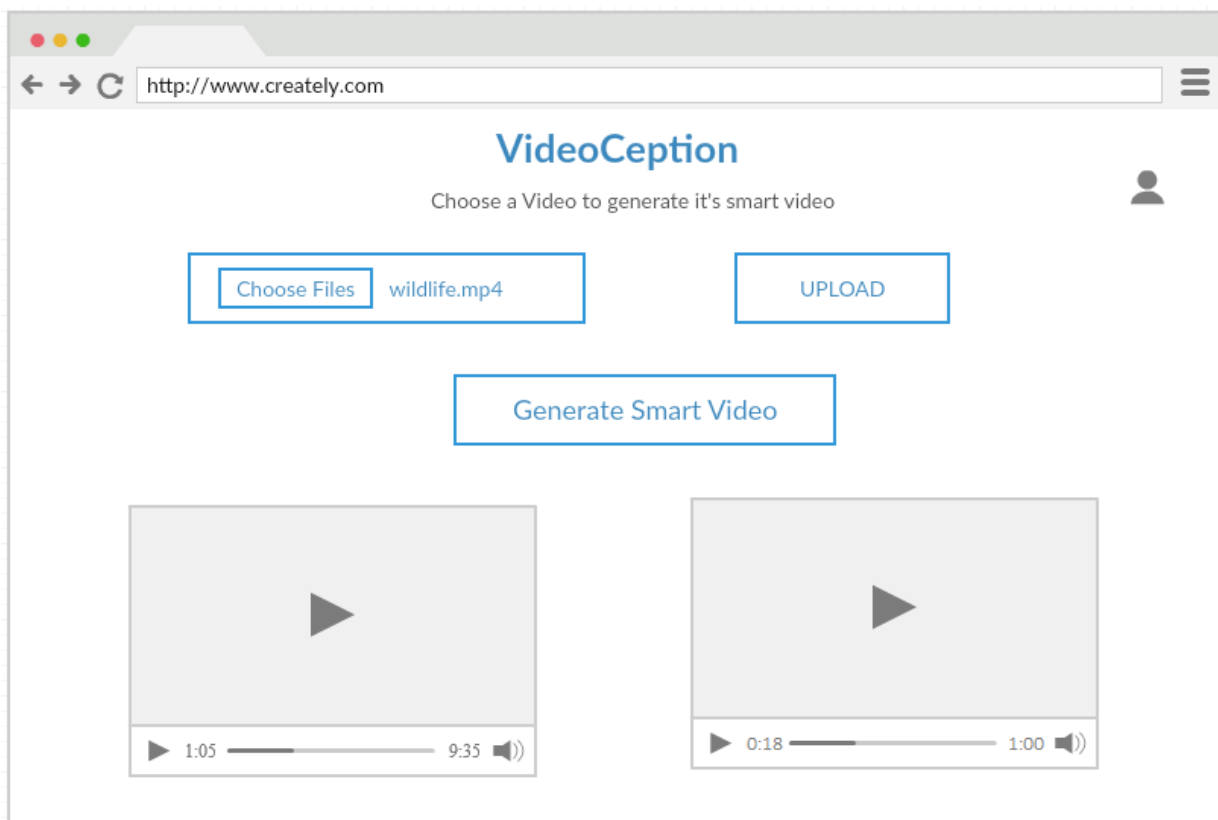 http://www.creately.com
VideoCeption
Choose a Video to generate it's smart video
Choose Files wildlife.mp4
UPLOAD
Generate Smart Video
1:05 9:35
0:18 1:00